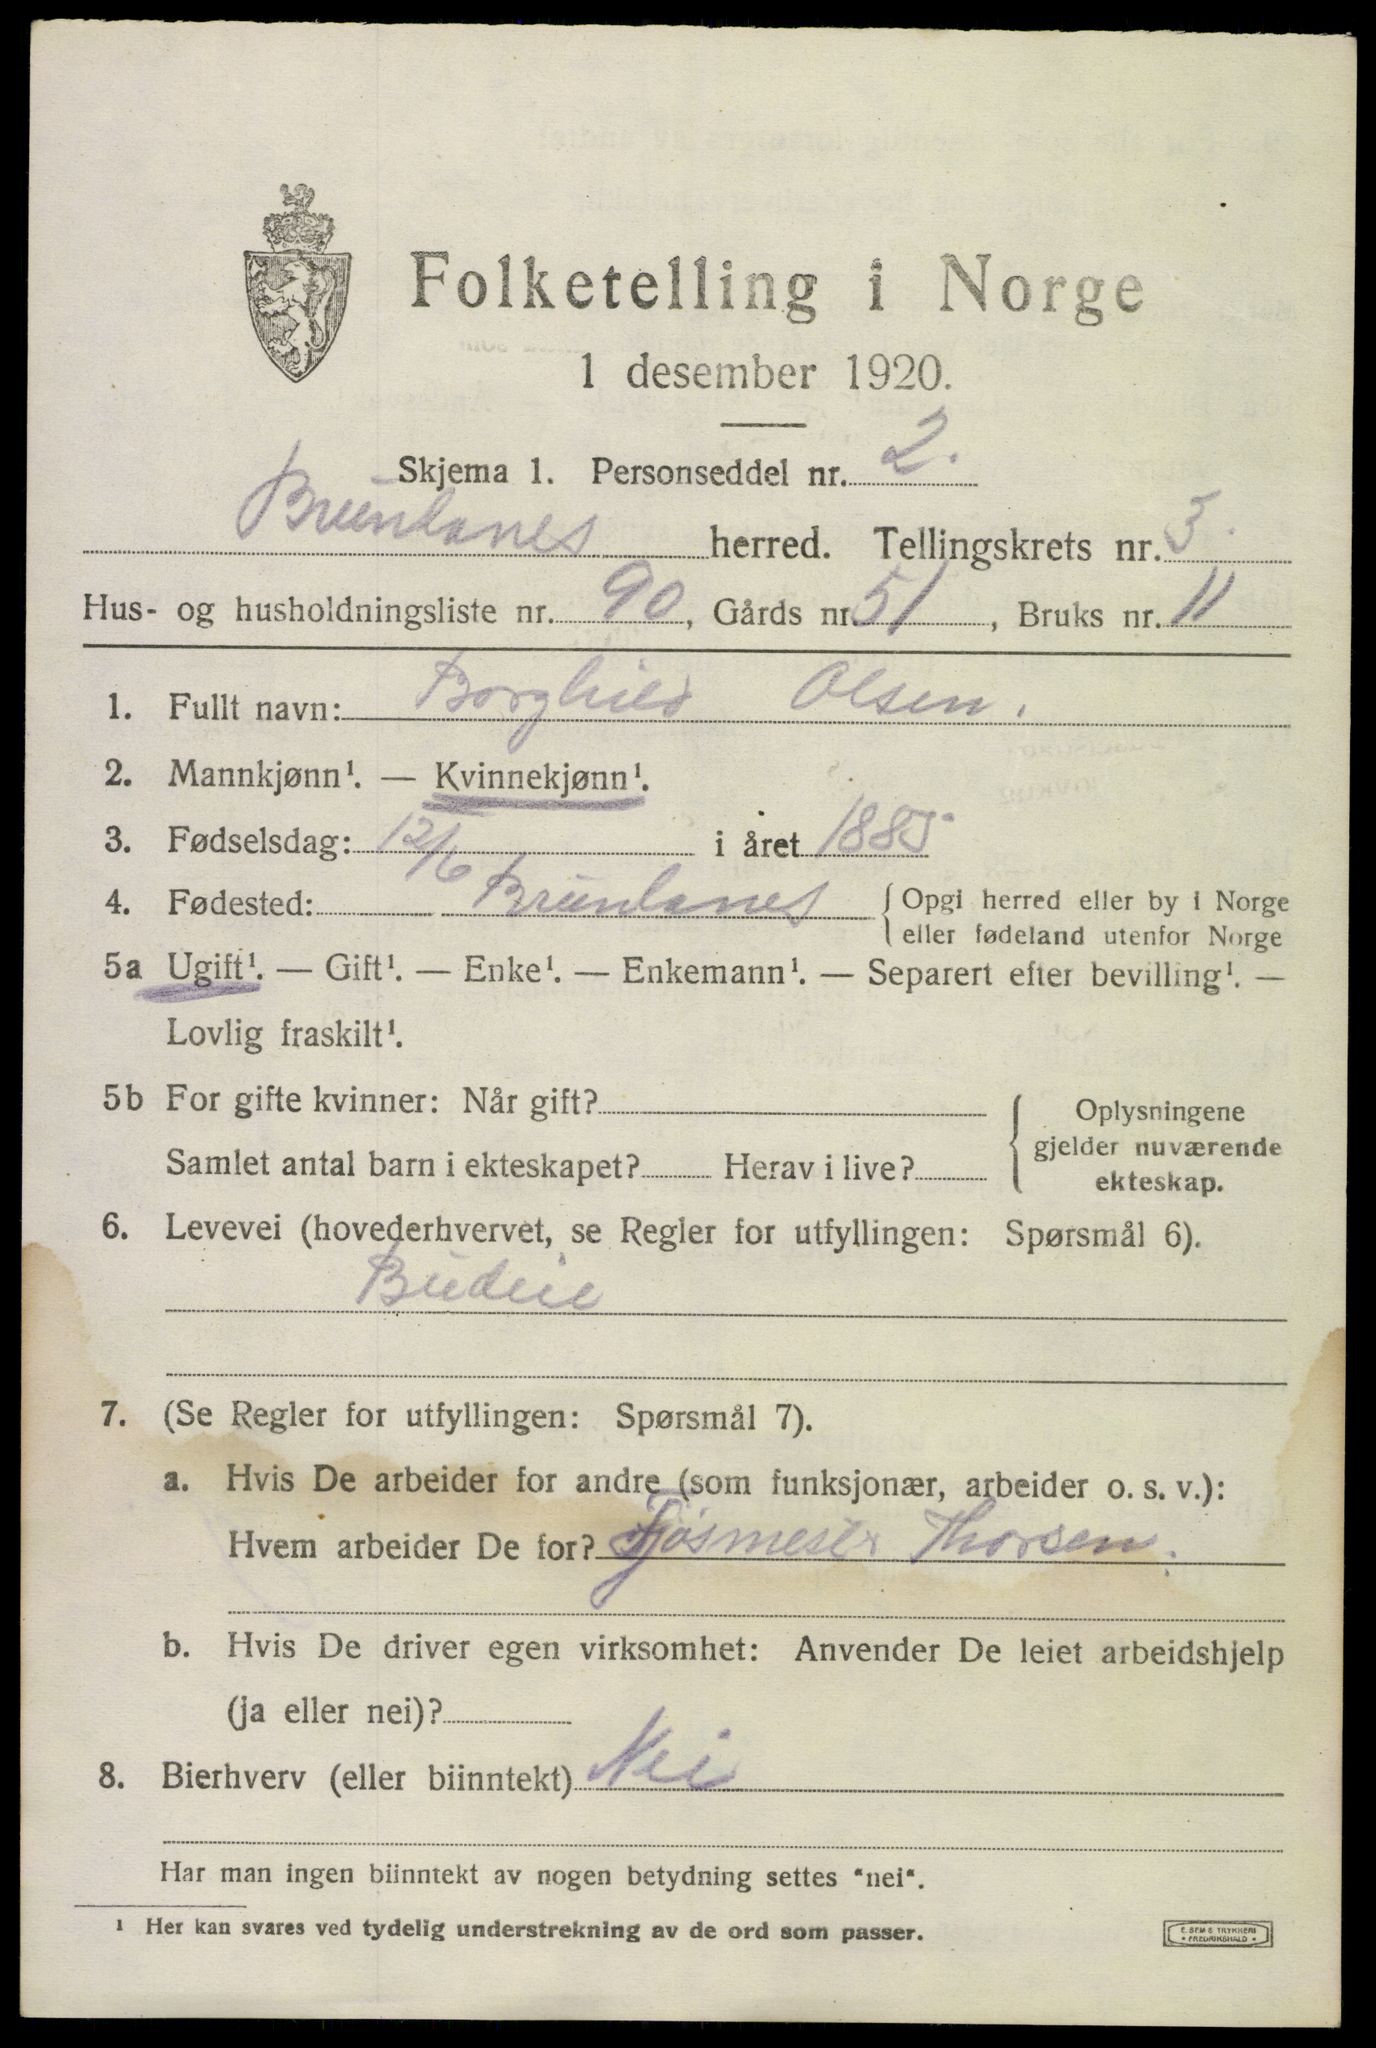 Folketelling i Norge
1 desember 1920.
Skjema 1. Personseddel nr. 2.
Brunlanes herred. Tellingskrets nr. 5.
Hus- og husholdningsliste nr. 90, Gårds nr. 51, Bruks nr. 11
1. Fullt navn: Borghild Olsen.
2. Mannkjønn¹. — Kvinnekjønn¹.
3. Fødselsdag: 12/6 i året 1885
4. Fødested: Brunlanes {Opgi herred eller by i Norge
eller fødeland utenfor Norge
5a Ugift¹. — Gift¹. — Enke¹. — Enkemann¹. — Separert efter bevilling¹. —
Lovlig fraskilt¹.
5b For gifte kvinner: Når gift? {Oplysningene
gjelder nuværende
Samlet antal barn i ekteskapet? Herav i live?
ekteskap.
6. Levevei (hovederhvervet, se Regler for utfyllingen: Spørsmål 6).
Budeie
7. (Se Regler for utfyllingen: Spørsmål 7).
a. Hvis De arbeider for andre (som funksjonær, arbeider o. s. v.):
Hvem arbeider De for? Fjøsmester Thorsen.
b. Hvis De driver egen virksomhet: Anvender De leiet arbeidshjelp
(ja eller nei)?
8. Bierhverv (eller biinntekt) Nei
Har man ingen biinntekt av nogen betydning settes "nei".
¹ Her kan svares ved tydelig understrekning av de ord som passer.
E. SEM S TRYKKERI
* FREDRIKSHALD *